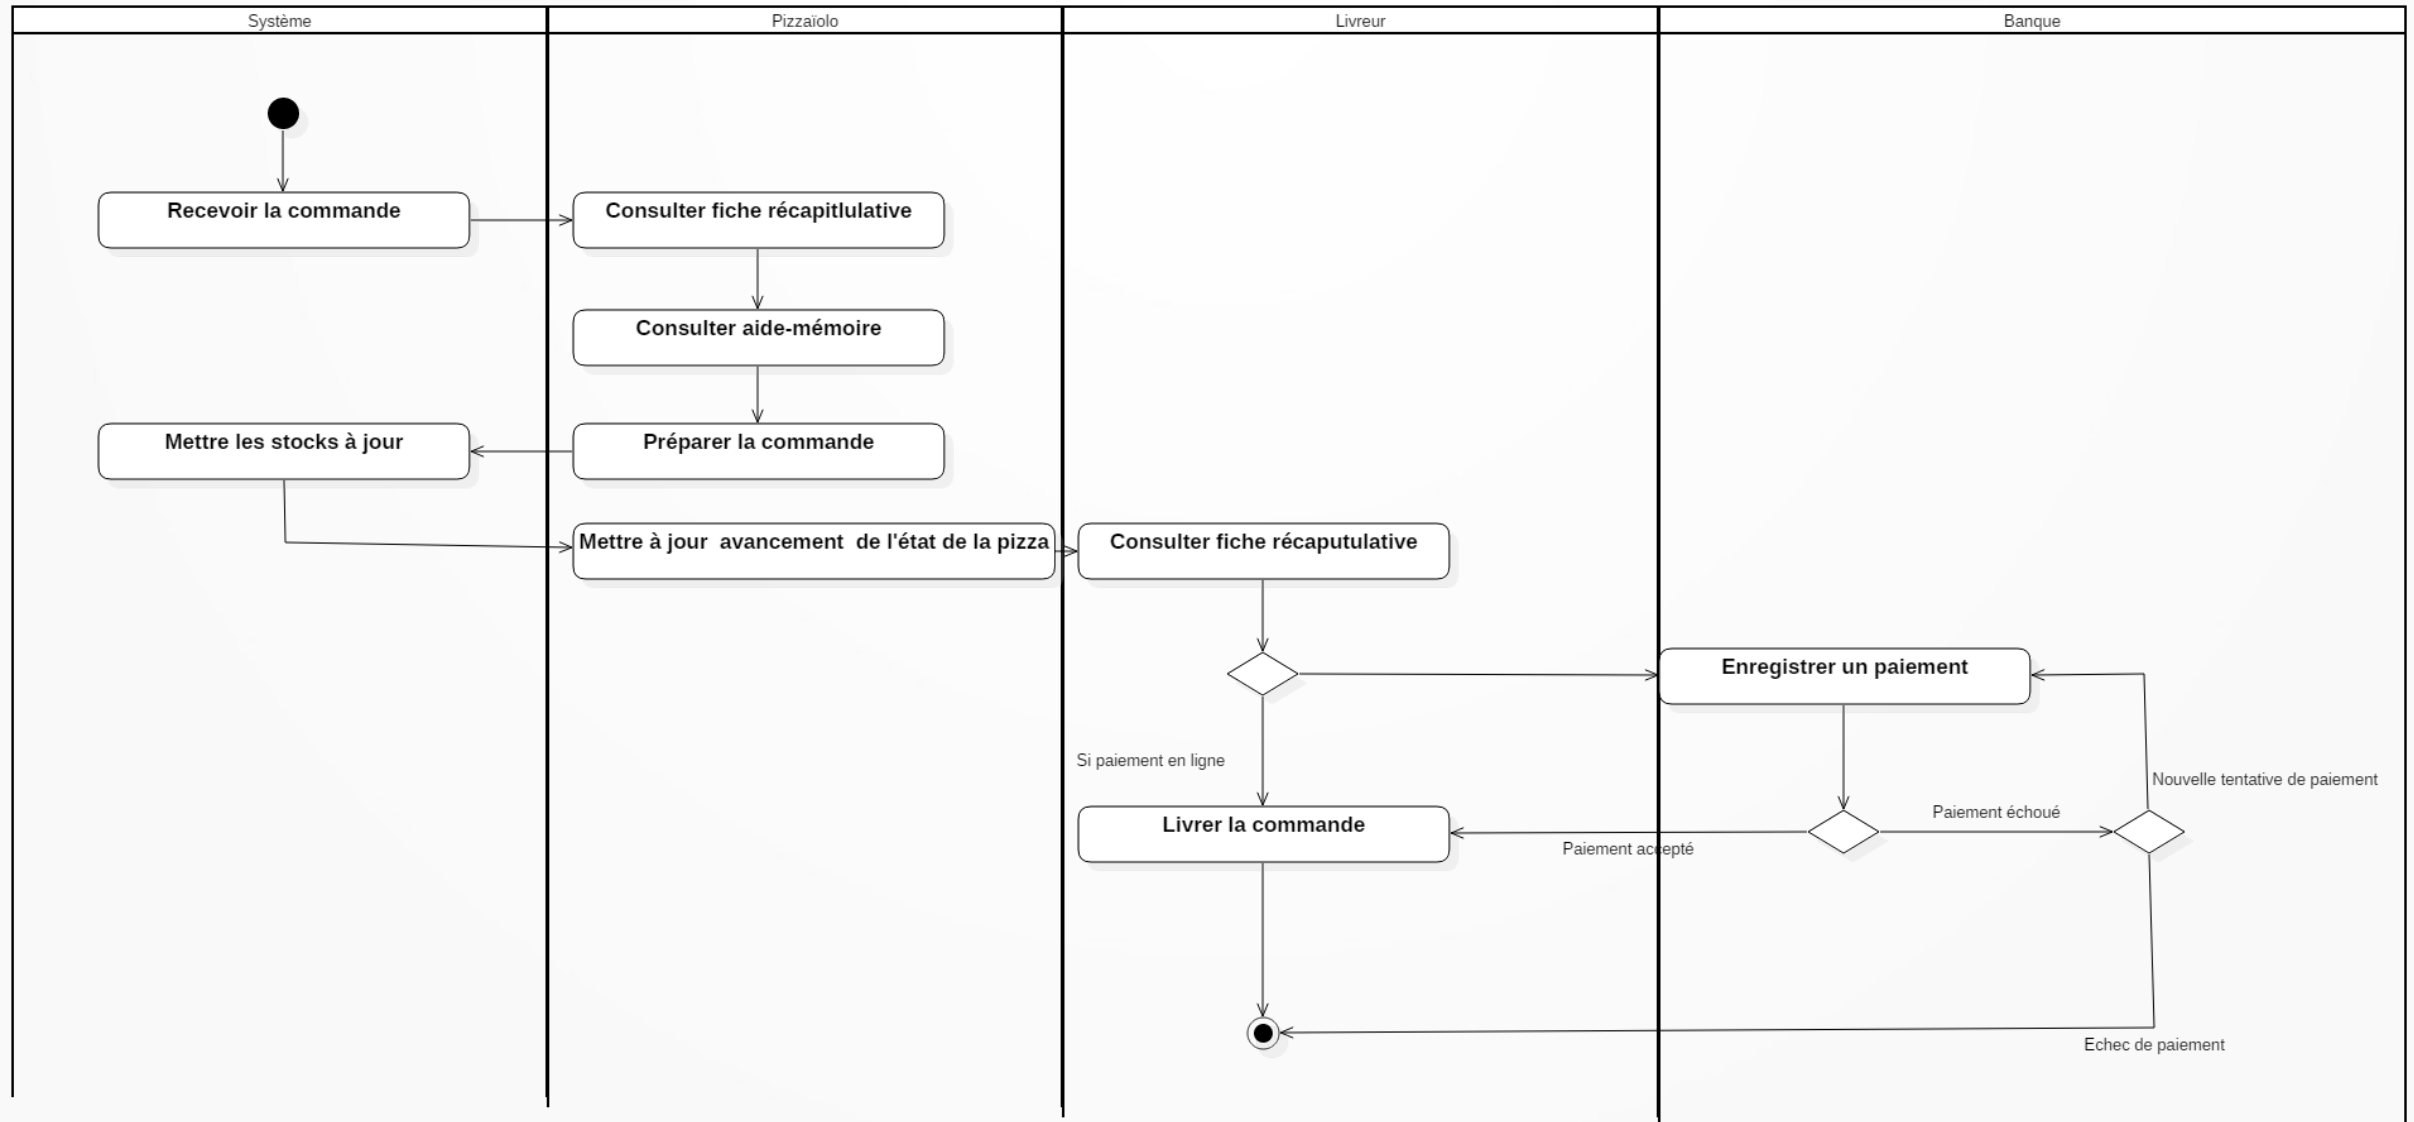 Système
Pizzaïolo
Livreur
Banque
Recevoir la commande
Consulter fiche récapitlulative
Consulter aide-mémoire
Mettre les stocks à jour
Préparer la commande
Mettre à jour  avancement  de l'état de la pizza
Consulter fiche récaputulative
Enregistrer un paiement
Si paiement en ligne
Nouvelle tentative de paiement
Paiement échoué
Livrer la commande
Paiement accepté
Echec de paiement